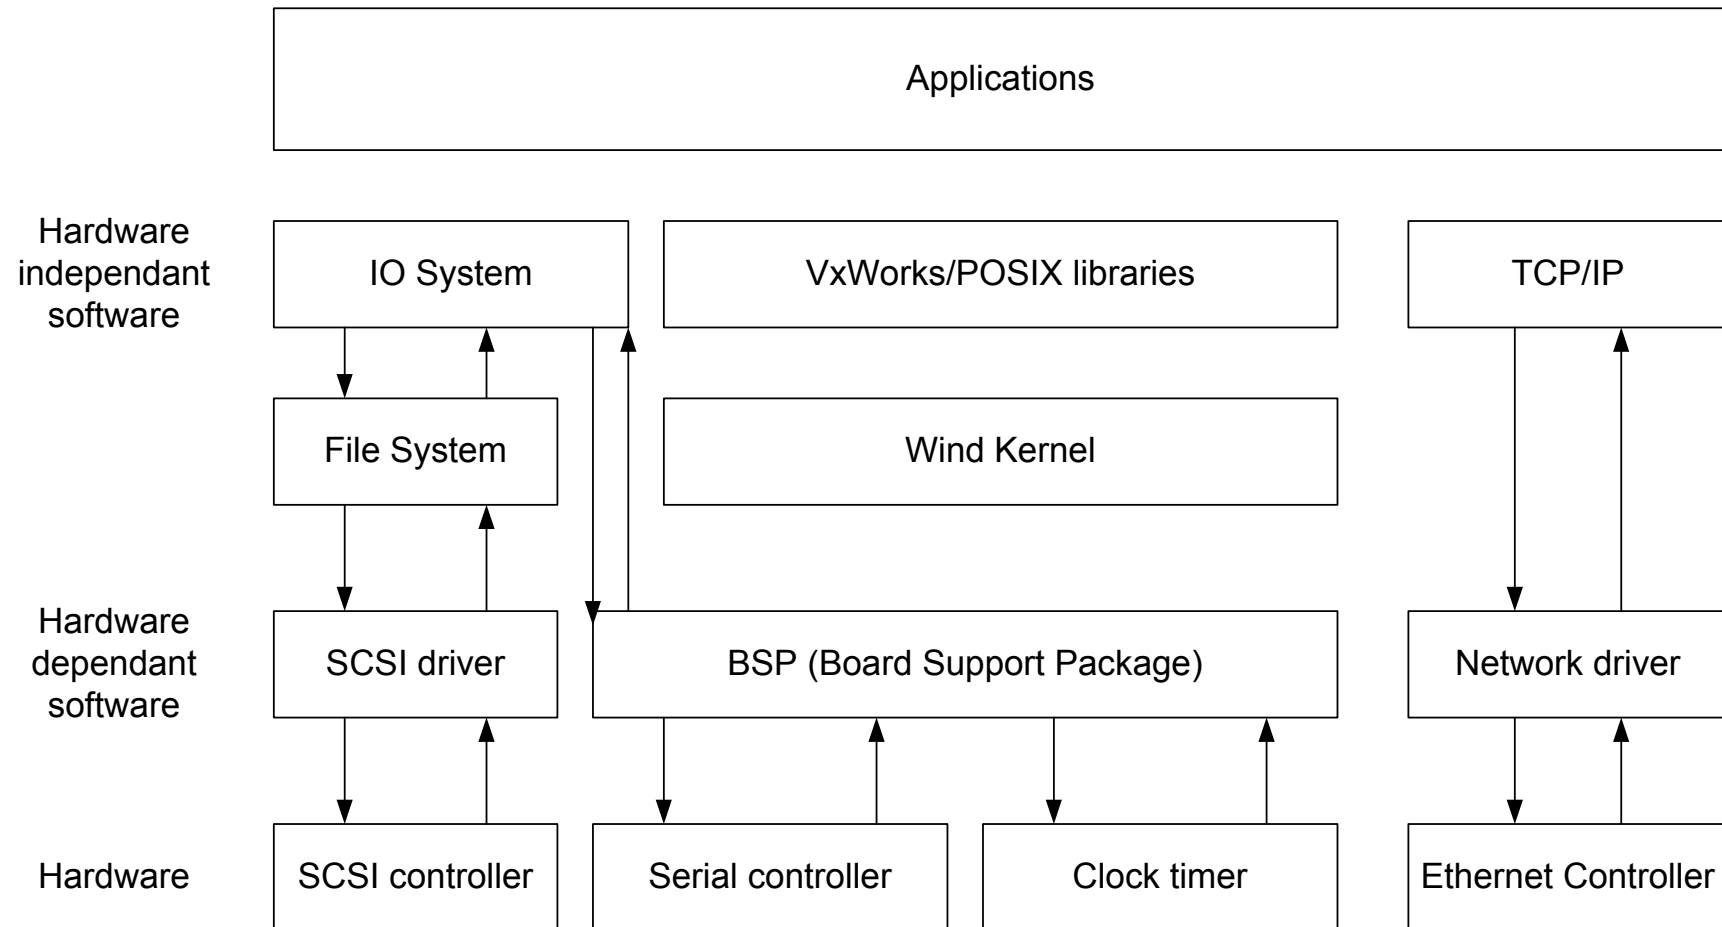 Applications
Hardware
independant
software
IO System
VxWorks/POSIX libraries
TCP/IP
File System
Wind Kernel
Hardware
dependant
software
SCSI driver
BSP (Board Support Package)
Network driver
Hardware
SCSI controller
Serial controller
Clock timer
Ethernet Controller